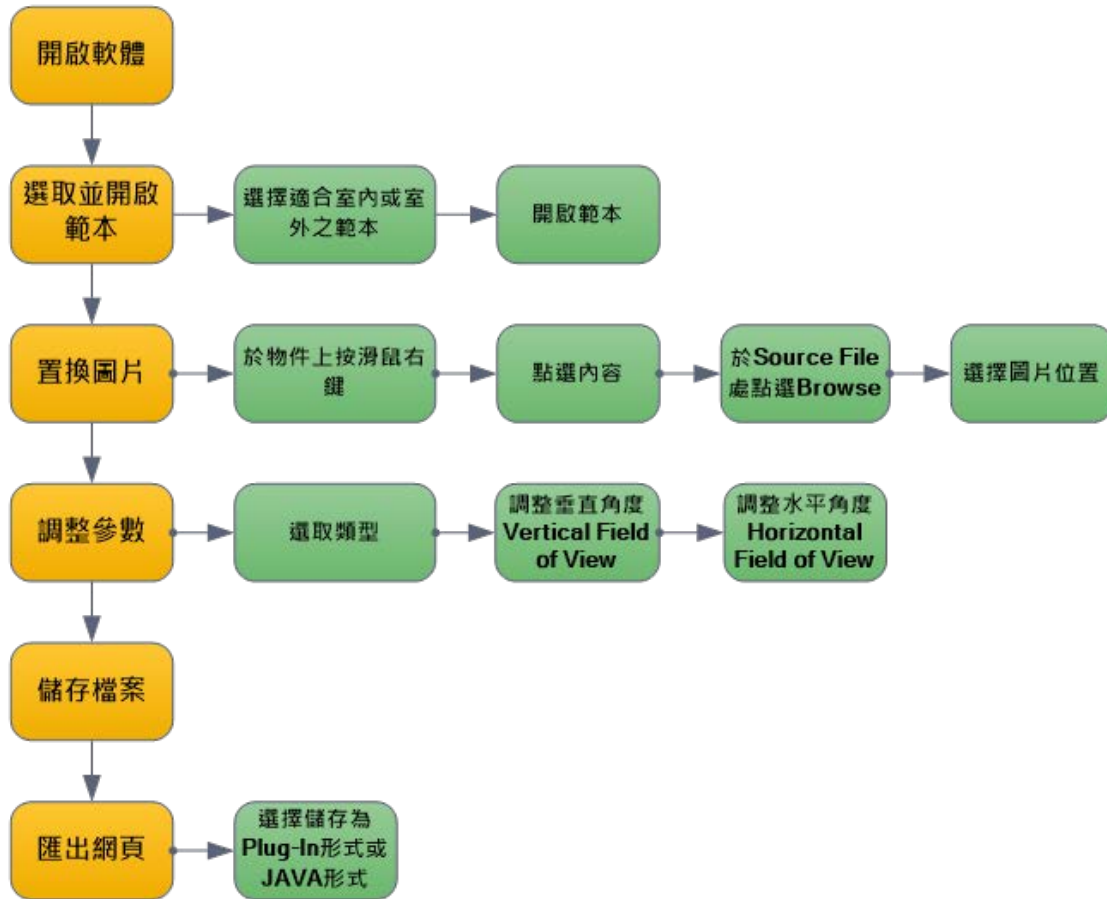 開啟軟體
選取並開啟
範本
選擇適合室內或室
外之範本
開啟範本
置換圖片
於物件上按滑鼠右
鍵
點選內容
於Source File
處點選Browse
選擇圖片位置
調整參數
選取類型
調整垂直角度
Vertical Field
of View
調整水平角度
Horizontal
Field of View
儲存檔案
匯出網頁
選擇儲存為
Plug-In形式或
JAVA形式